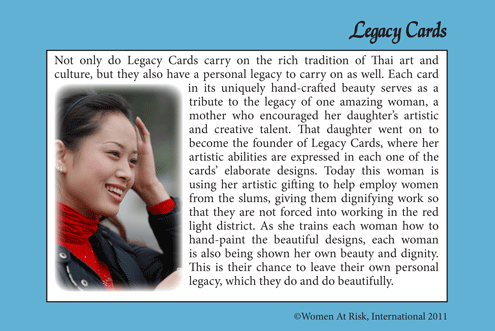 Legacy Cards
Not only do Legacy Cards carry on the rich tradition of Thai art and
culture, but they also have a personal legacy to carry on as well. Each card
in its uniquely hand-crafted beauty serves as a
tribute to the legacy of one amazing woman, a
mother who encouraged her daughter's artistic
and creative talent. That daughter went on to
become the founder of Legacy Cards, where her
artistic abilities are expressed in each one of the
cards' elaborate designs. Today this woman is
using her artistic gifting to help employ women
from the slums, giving them dignifying work so
that they are not forced into working in the red
light district. As she trains each woman how to
hand-paint the beautiful designs, each woman
is also being shown her own beauty and dignity.
This is their chance to leave their own personal
legacy, which they do and do beautifully.
©Women At Risk, International 2011